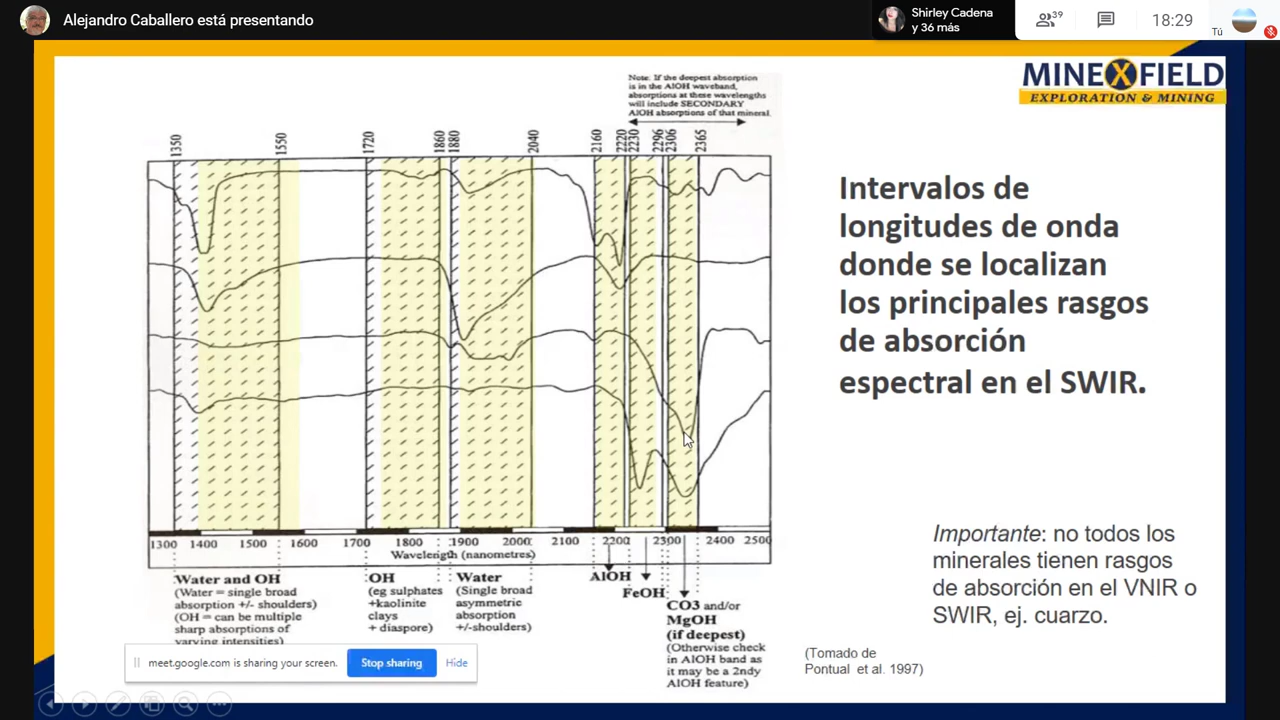 Alejandro Caballero está presentando
Shirley Cadena
y 36 más
39
18:29
Tú
MINEXFIELD
EXPLORATION & MINING
Note: If the deepest absorption
is in the AlOH waveband,
absorptions at these wavelengths
will include SECONDARY
AlOH absorptions of that mineral.
1350
1550
1720
1860
1880
2040
2160
2220
2230
2296
2306
2365
Intervalos de
longitudes de onda
donde se localizan
los principales rasgos
de absorción
espectral en el SWIR.
1300 1400 1500 1600 1700 1800 1900 2000 2100 2200 2300 2400 2500
Wavelength (nanometres)
Water and OH
(Water = single broad
absorption +/- shoulders)
(OH = can be multiple
sharp absorptions of
varying intensities)
OH
(eg sulphates
+kaolinite
clays
+ diaspore)
Water
(Single broad
asymmetric
absorption
+/-shoulders)
AlOH
FeOH
CO3 and/or
MgOH
(if deepest)
(Otherwise check
in AlOH band as
it may be a 2ndy
AlOH feature)
Importante: no todos los
minerales tienen rasgos
de absorción en el VNIR o
SWIR, ej. cuarzo.
(Tomado de
Pontual et al. 1997)
meet.google.com is sharing your screen.
Stop sharing
Hide